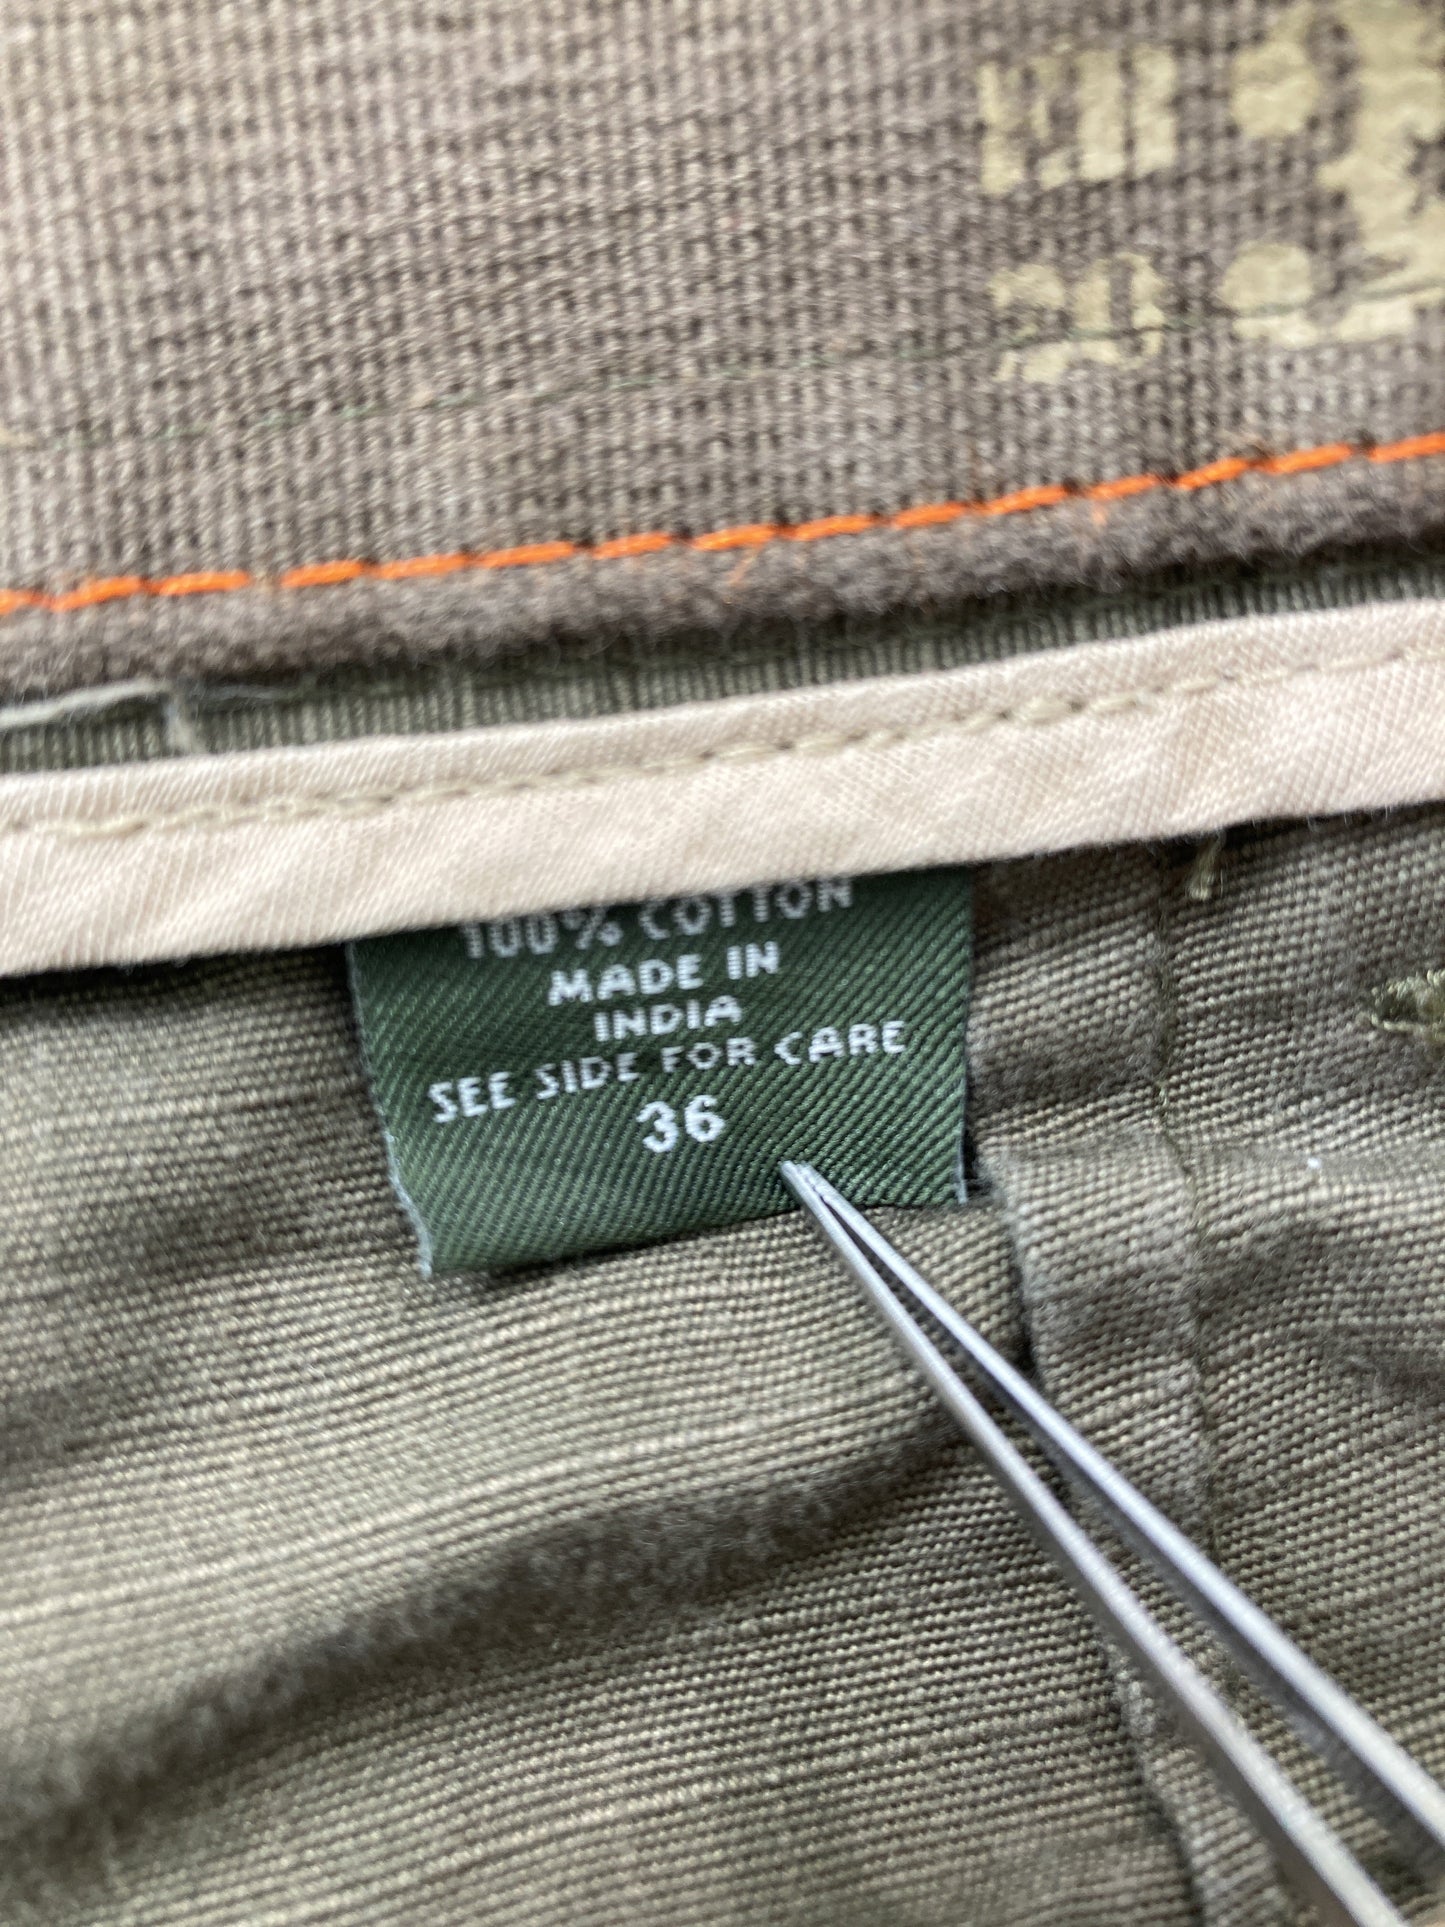 100% COTTON
MADE IN
INDIA
SEE SIDE FOR CARE
36